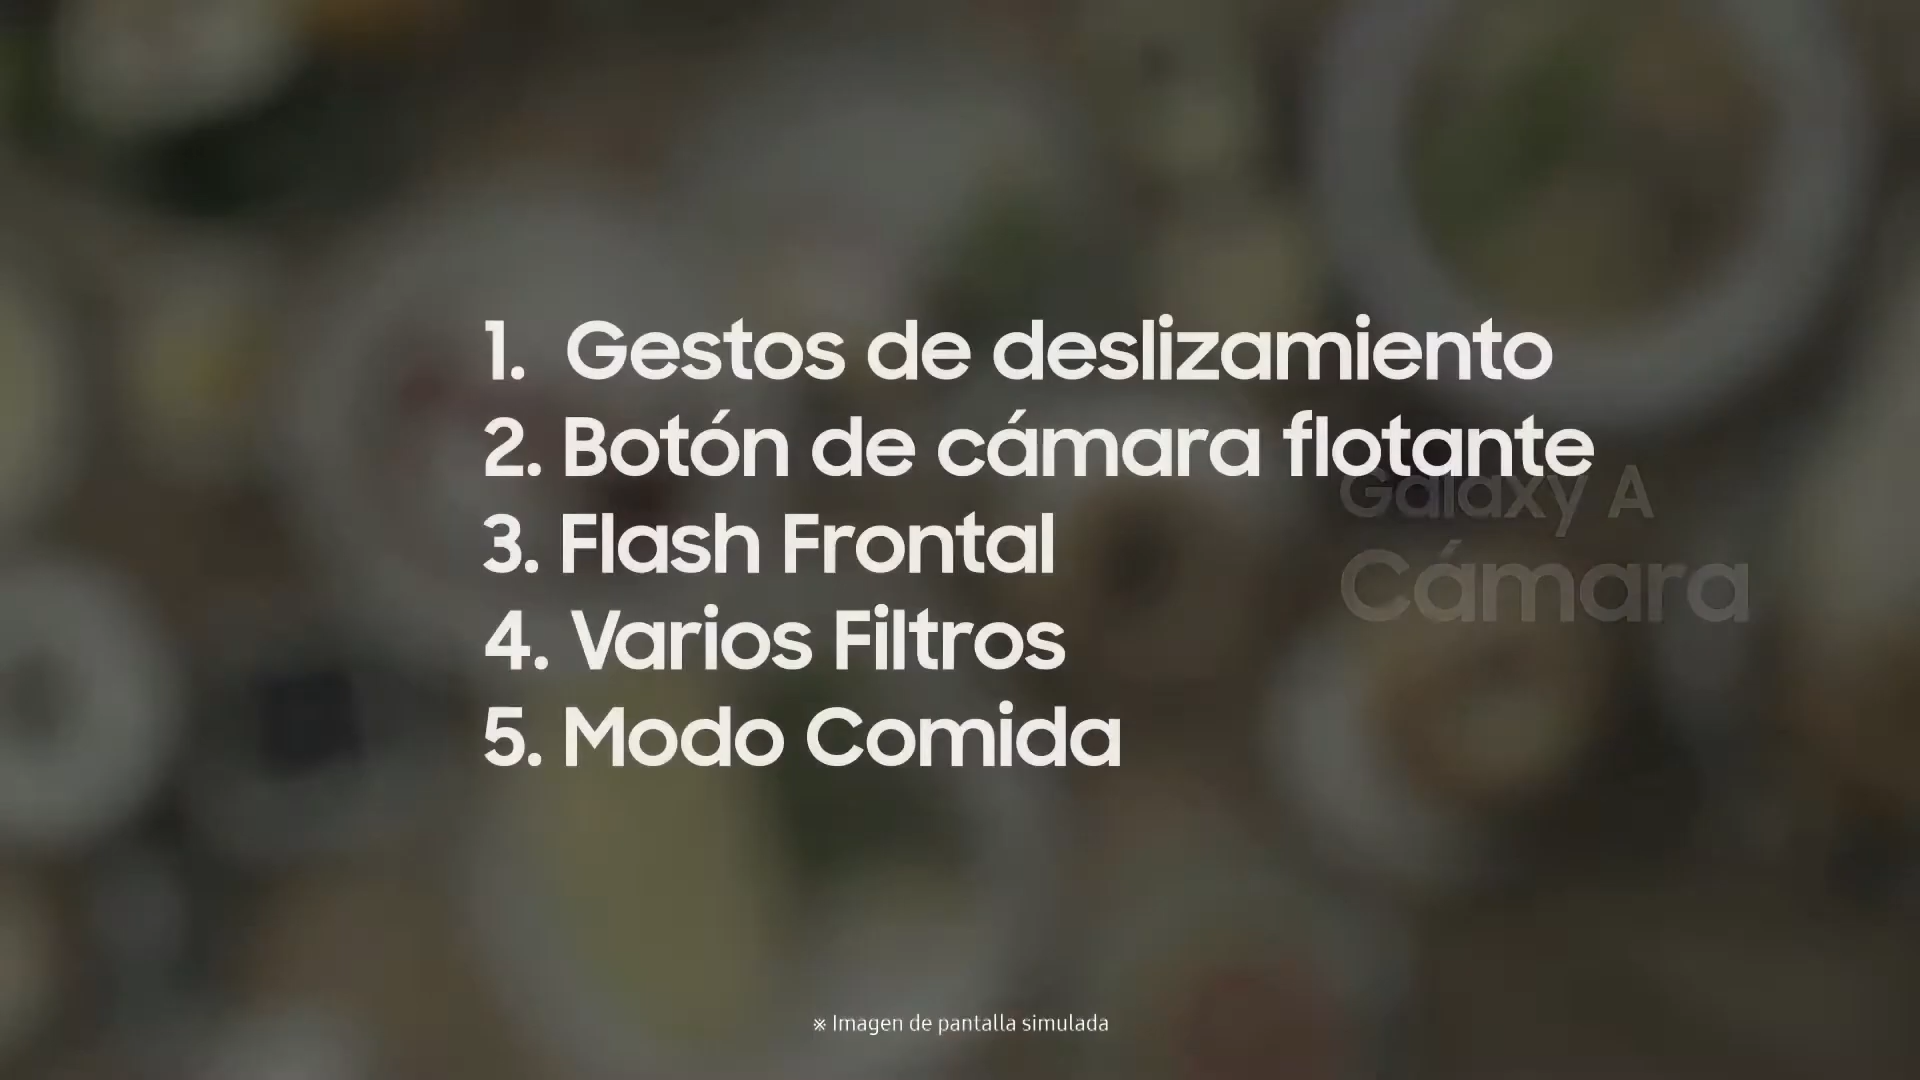 1. Gestos de deslizamiento
2. Botón de cámara flotante
3. Flash Frontal
4. Varios Filtros
5. Modo Comida
Galaxy A
Cámara
※ Imagen de pantalla simulada